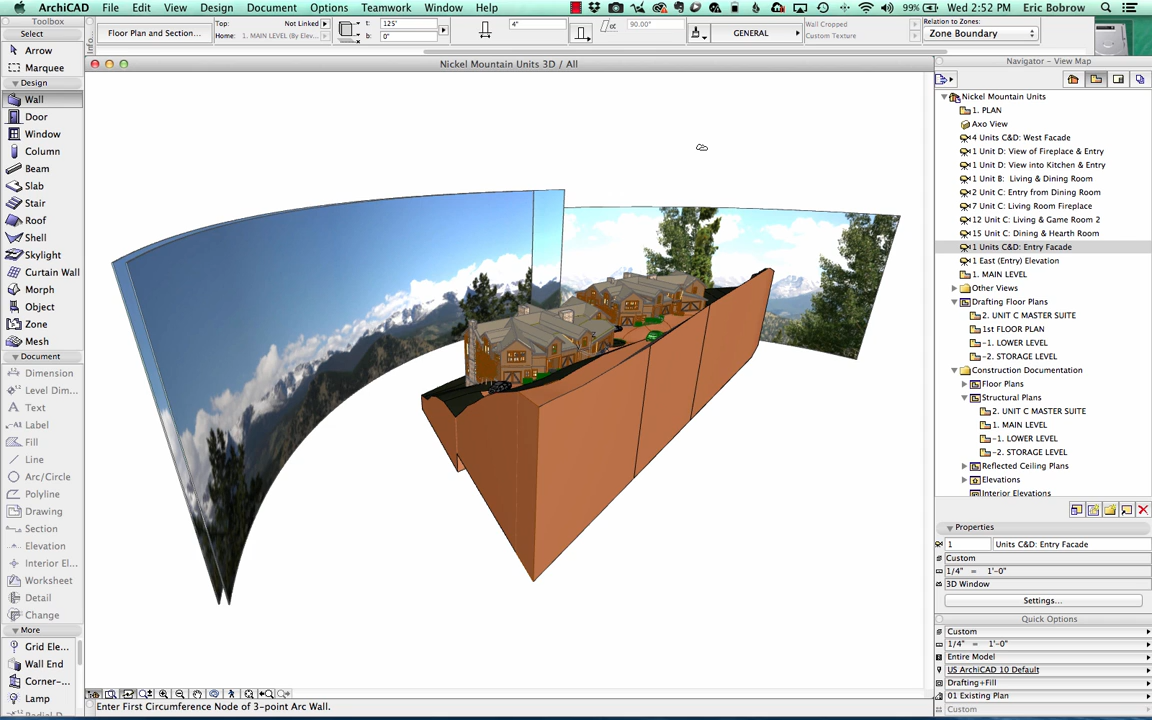 ArchiCAD File Edit View Design Document Options Teamwork Window Help 99% Wed 2:52 PM Eric Bobrow
Toolbox
Select
Arrow
Marquee
Design
Wall
Door
Window
Column
Beam
Slab
Stair
Roof
Shell
Skylight
Curtain Wall
Morph
Object
Zone
Mesh
Document
Dimension
Level Dim...
Text
Label
Fill
Line
Arc/Circle
Polyline
Drawing
Section
Elevation
Interior El...
Worksheet
Detail
Change
More
Grid Ele...
Wall End
Corner-...
Lamp
Floor Plan and Section...
Top: Not Linked
Home: 1. MAIN LEVEL (By Elev...
t: 125"
b: 0"
4"
90.00°
GENERAL
Wall Cropped
Custom Texture
Relation to Zones:
Zone Boundary
Nickel Mountain Units 3D / All
Enter First Circumference Node of 3-point Arc Wall.
Navigator - View Map
Nickel Mountain Units
1. PLAN
Axo View
4 Units C&D: West Facade
1 Unit D: View of Fireplace & Entry
1 Unit D: View into Kitchen & Entry
1 Unit B: Living & Dining Room
2 Unit C: Entry from Dining Room
7 Unit C: Living Room Fireplace
12 Unit C: Living & Game Room 2
15 Unit C: Dining & Hearth Room
1 Units C&D: Entry Facade
1 East (Entry) Elevation
1. MAIN LEVEL
Other Views
Drafting Floor Plans
2. UNIT C MASTER SUITE
1st FLOOR PLAN
-1. LOWER LEVEL
-2. STORAGE LEVEL
Construction Documentation
Floor Plans
Structural Plans
2. UNIT C MASTER SUITE
1. MAIN LEVEL
-1. LOWER LEVEL
-2. STORAGE LEVEL
Reflected Ceiling Plans
Elevations
Interior Elevations
Properties
1 Units C&D: Entry Facade
Custom
1/4" = 1'-0"
3D Window
Settings...
Quick Options
Custom
1/4" = 1'-0"
Entire Model
US ArchiCAD 10 Default
Drafting+Fill
01 Existing Plan
Custom